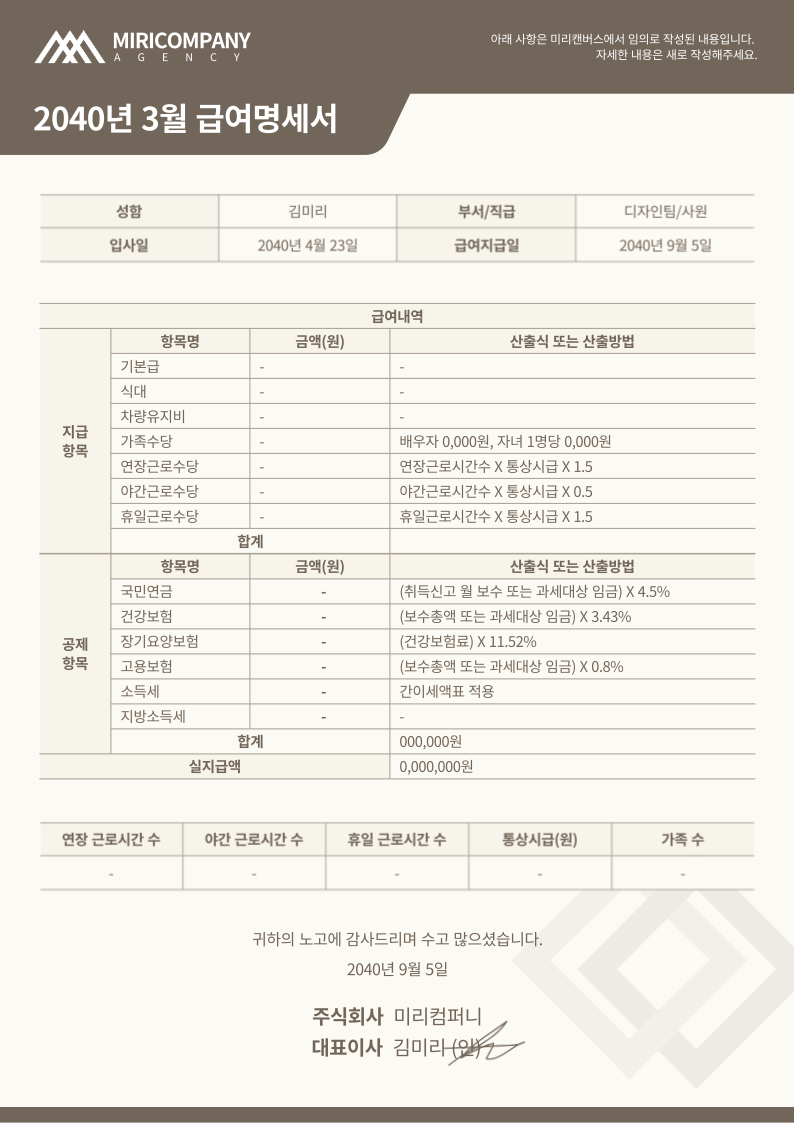 MIRICOMPANY
AGENCY
아래 사항은 미리캔버스에서 임의로 작성된 내용입니다.
자세한 내용은 새로 작성해주세요.
2040년 3월 급여명세서
성함 김미리 부서/직급 디자인팀/사원
입사일 2040년 4월 23일 급여지급일 2040년 9월 5일
급여내역
지급 항목
항목명 금액(원) 산출식 또는 산출방법
기본급 - -
식대 - -
차량유지비 - -
가족수당 - 배우자 0,000원, 자녀 1명당 0,000원
연장근로수당 - 연장근로시간수 X 통상시급 X 1.5
야간근로수당 - 야간근로시간수 X 통상시급 X 0.5
휴일근로수당 - 휴일근로시간수 X 통상시급 X 1.5
합계
공제 항목
항목명 금액(원) 산출식 또는 산출방법
국민연금 - (취득신고 월 보수 또는 과세대상 임금) X 4.5%
건강보험 - (보수총액 또는 과세대상 임금) X 3.43%
장기요양보험 - (건강보험료) X 11.52%
고용보험 - (보수총액 또는 과세대상 임금) X 0.8%
소득세 - 간이세액표 적용
지방소득세 - -
합계 000,000원
실지급액 0,000,000원
연장 근로시간 수 야간 근로시간 수 휴일 근로시간 수 통상시급(원) 가족 수
- - - - -
귀하의 노고에 감사드리며 수고 많으셨습니다.
2040년 9월 5일
주식회사 미리컴퍼니
대표이사 김미리 (인)